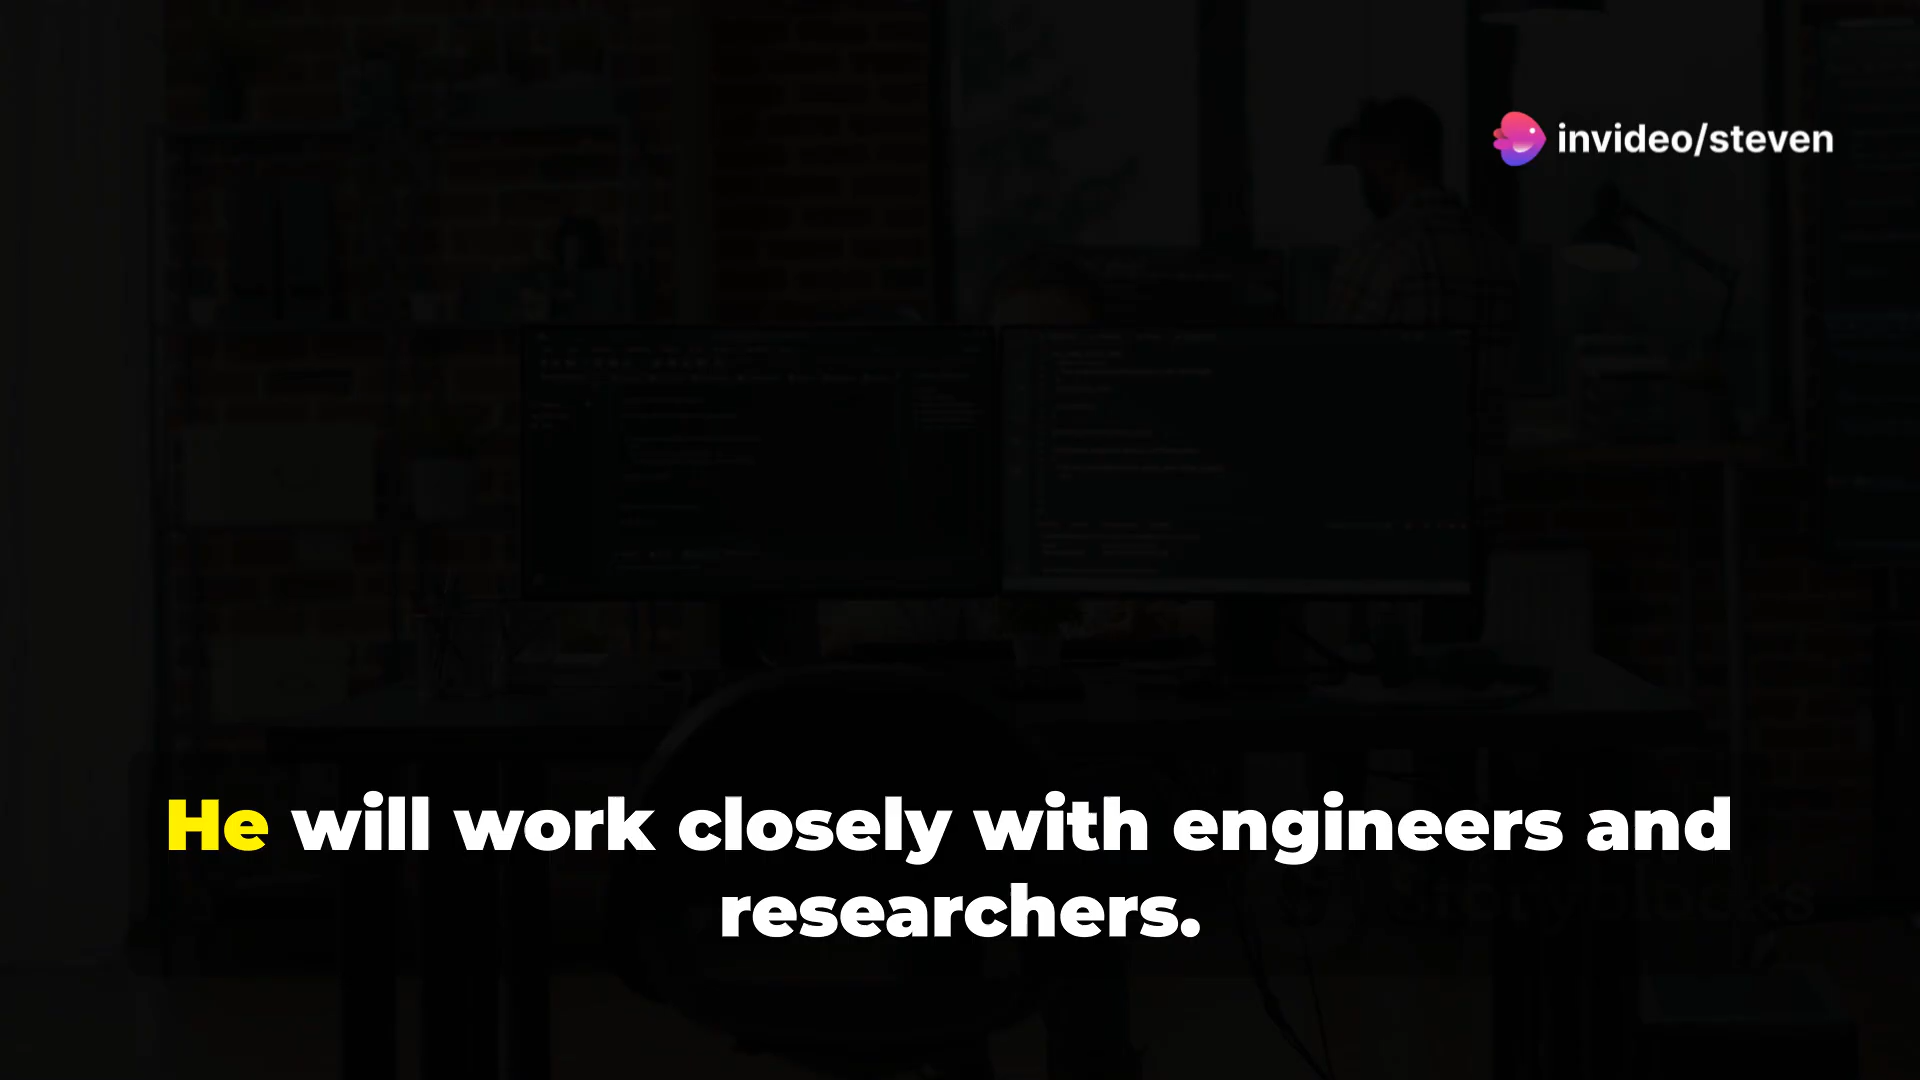 invideo/steven
He will work closely with engineers and
researchers.